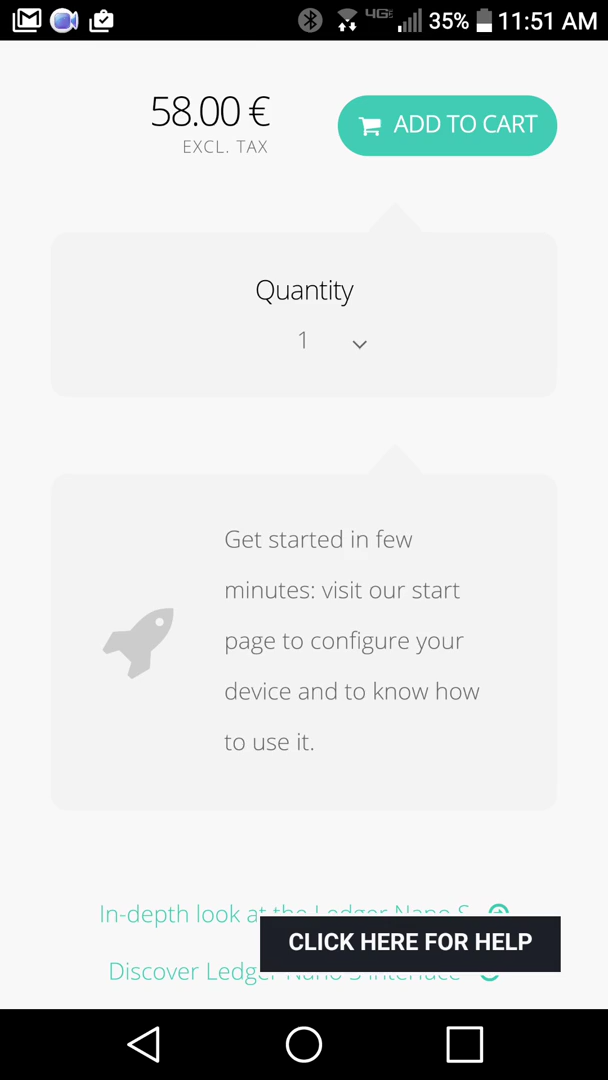 4GE 35% 11:51 AM
58.00 €
EXCL. TAX
ADD TO CART
Quantity
1
Get started in few
minutes: visit our start
page to configure your
device and to know how
to use it.
In-depth look at the Ledger Nano S
CLICK HERE FOR HELP
Discover Ledger Nano S interface